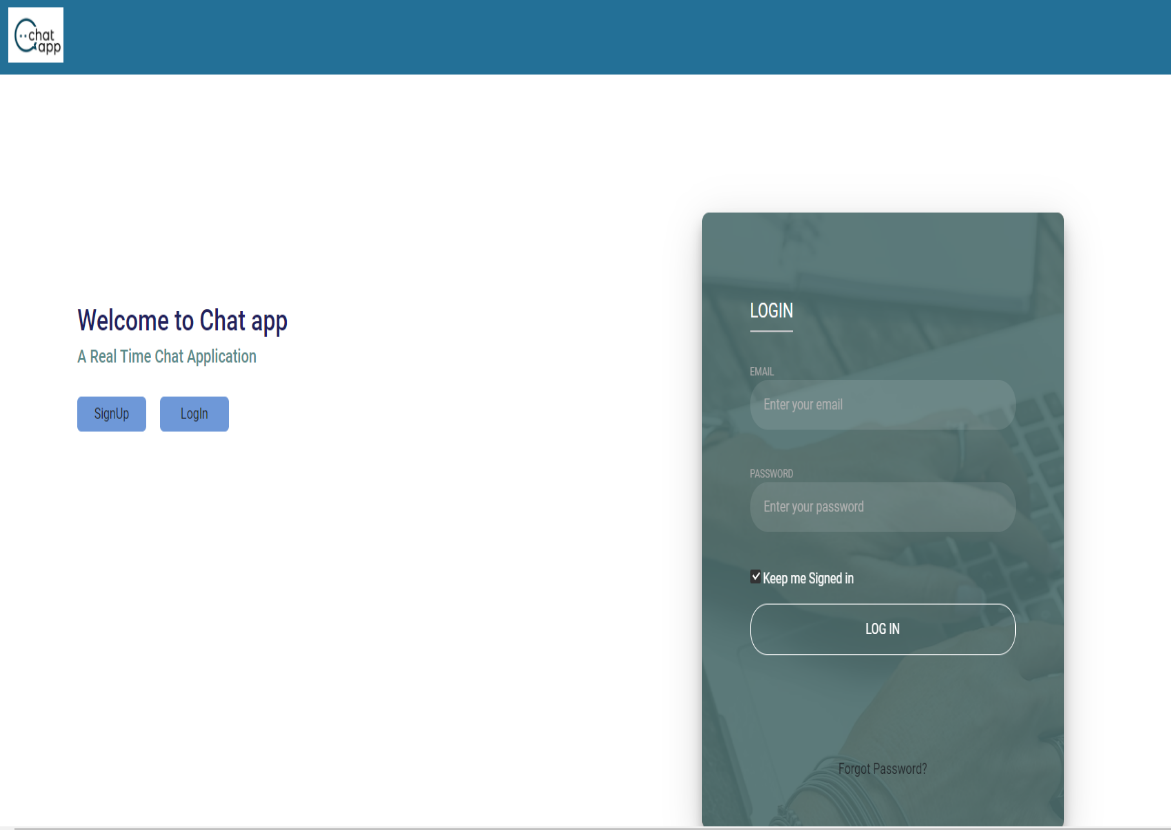 ··chat
app
Welcome to Chat app
A Real Time Chat Application
SignUp LogIn
LOGIN
EMAIL
Enter your email
PASSWORD
Enter your password
Keep me Signed in
LOG IN
Forgot Password?